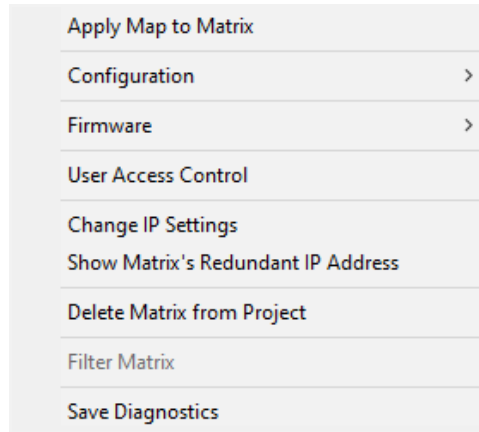 Apply Map to Matrix
Configuration
Firmware
User Access Control
Change IP Settings
Show Matrix's Redundant IP Address
Delete Matrix from Project
Filter Matrix
Save Diagnostics